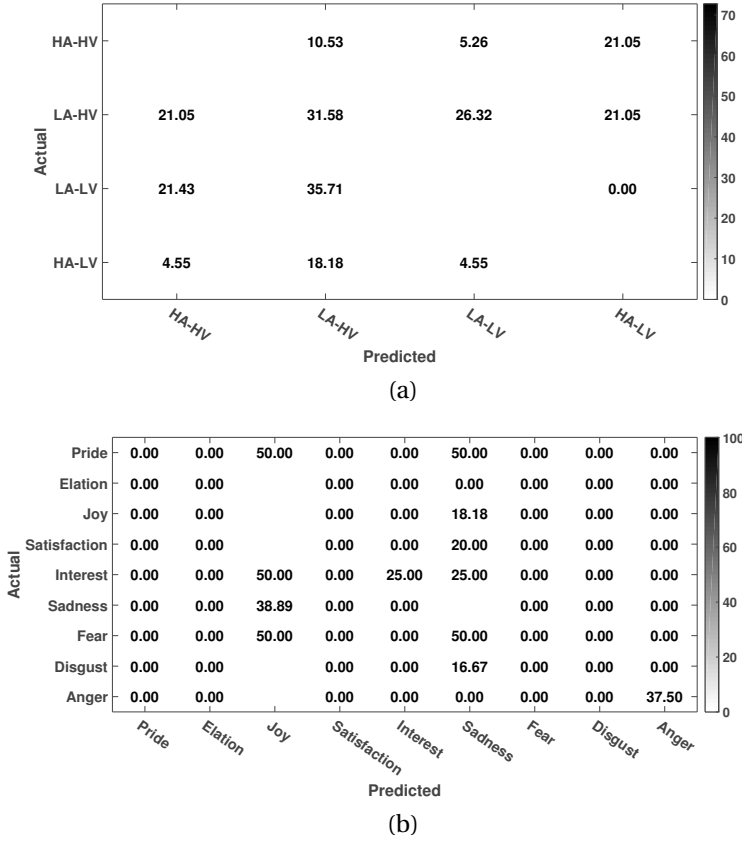 70
HA-HV 10.53 5.26 21.05
60
50
LA-HV 21.05 31.58 26.32 21.05
40
Actual
30
LA-LV 21.43 35.71 0.00
20
HA-LV 4.55 18.18 4.55
10
0
HA-HV LA-HV LA-LV HA-LV
Predicted
(a)
100
Pride 0.00 0.00 50.00 0.00 0.00 50.00 0.00 0.00 0.00
Elation 0.00 0.00 0.00 0.00 0.00 0.00 0.00 0.00
80
Joy 0.00 0.00 0.00 0.00 18.18 0.00 0.00 0.00
Satisfaction 0.00 0.00 0.00 0.00 20.00 0.00 0.00 0.00
60
Actual
Interest 0.00 0.00 50.00 0.00 25.00 25.00 0.00 0.00 0.00
40
Sadness 0.00 0.00 38.89 0.00 0.00 0.00 0.00 0.00
Fear 0.00 0.00 50.00 0.00 0.00 50.00 0.00 0.00 0.00
20
Disgust 0.00 0.00 0.00 0.00 16.67 0.00 0.00 0.00
Anger 0.00 0.00 0.00 0.00 0.00 0.00 0.00 37.50
0
Pride Elation Joy Satisfaction Interest Sadness Fear Disgust Anger
Predicted
(b)